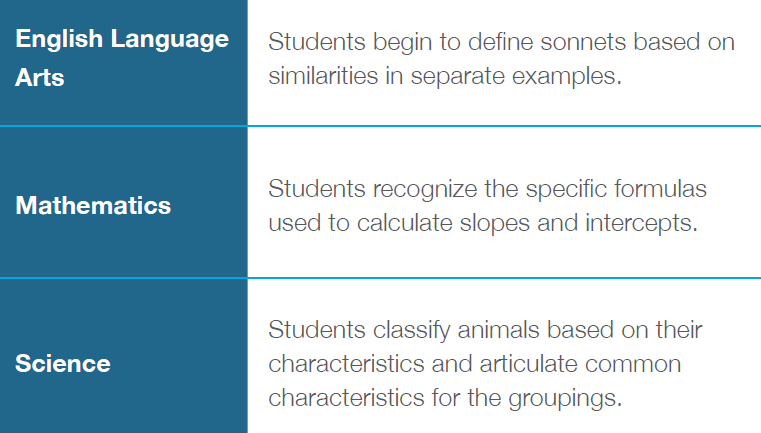 English Language
Arts
Students begin to define sonnets based on
similarities in separate examples.
Mathematics
Students recognize the specific formulas
used to calculate slopes and intercepts.
Science
Students classify animals based on their
characteristics and articulate common
characteristics for the groupings.